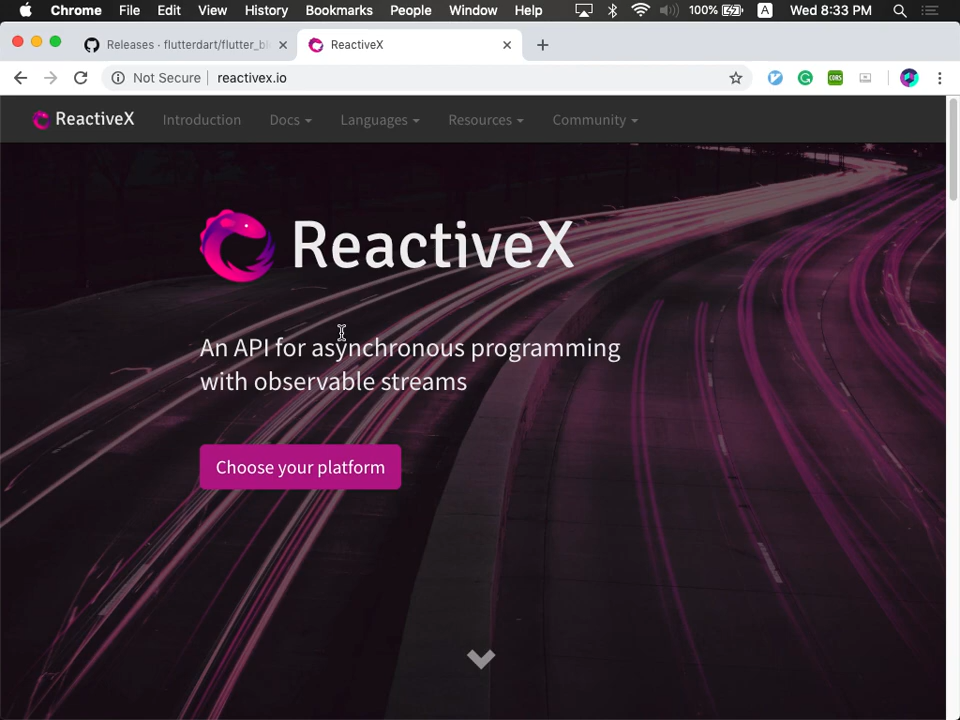 Chrome File Edit View History Bookmarks People Window Help 100% A Wed 8:33 PM
Releases · flutterdart/flutter_bl ReactiveX
Not Secure reactivex.io CORS
ReactiveX Introduction Docs Languages Resources Community
ReactiveX
An API for asynchronous programming
with observable streams
Choose your platform